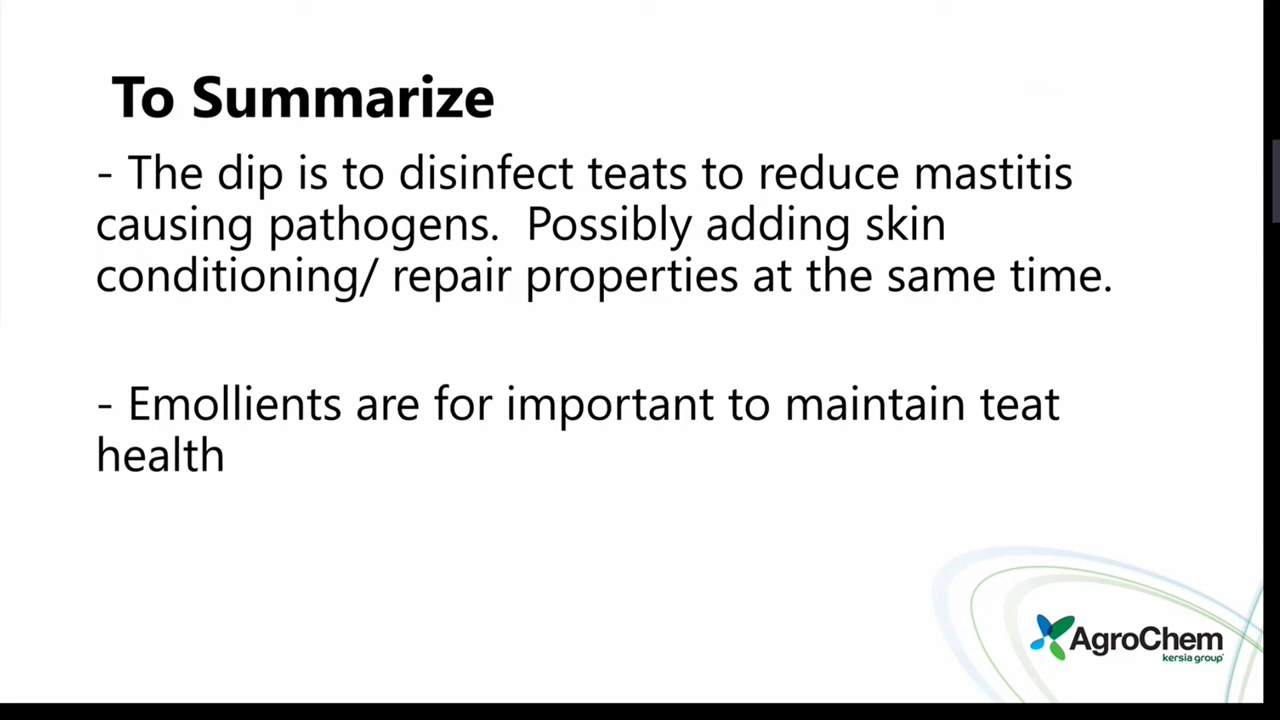 To Summarize
- The dip is to disinfect teats to reduce mastitis
causing pathogens.  Possibly adding skin
conditioning/ repair properties at the same time.
- Emollients are for important to maintain teat
health
AgroChem
kersia group